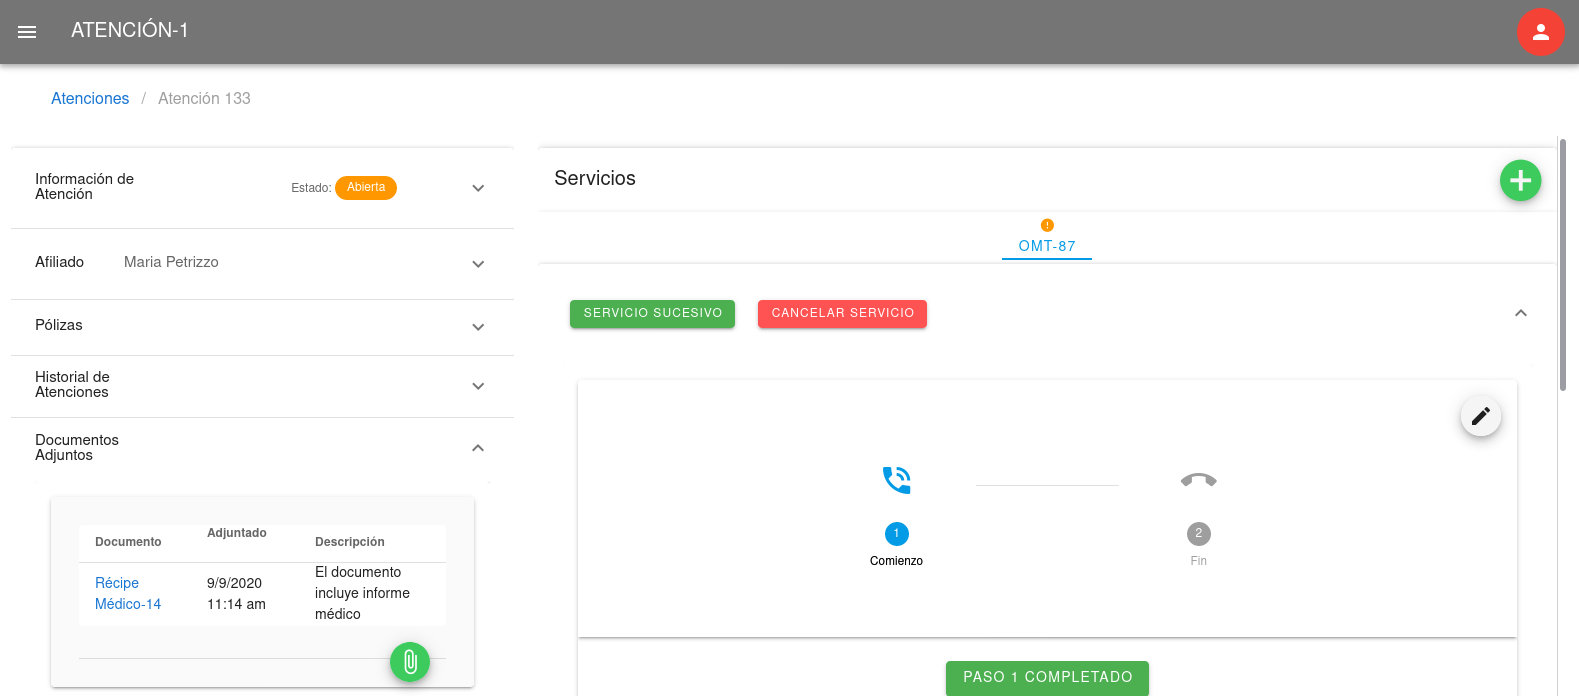 ATENCIÓN-1
Atenciones / Atención 133
Información de
Atención
Estado: Abierta
Afiliado Maria Petrizzo
Pólizas
Historial de
Atenciones
Documentos
Adjuntos
Documento Adjuntado Descripción
Récipe
Médico-14
9/9/2020
11:14 am
El documento
incluye informe
médico
Servicios
OMT-87
SERVICIO SUCESIVO CANCELAR SERVICIO
1 2
Comienzo Fin
PASO 1 COMPLETADO